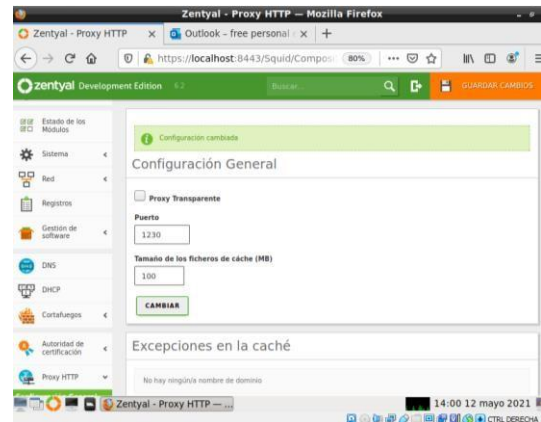 Zentyal - Proxy HTTP — Mozilla Firefox
Zentyal - Proxy HTTP
Outlook – free personal
https://localhost:8443/Squid/Compos
80%
zentyal Development Edition 6.2
Buscar...
GUARDAR CAMBIOS
Estado de los
Módulos
Sistema
Red
Registros
Gestión de
software
DNS
DHCP
Cortafuegos
Autoridad de
certificación
Proxy HTTP
Configuración cambiada
Configuración General
Proxy Transparente
Puerto
1230
Tamaño de los ficheros de cáche (MB)
100
CAMBIAR
Excepciones en la caché
No hay ningún/a nombre de dominio
Zentyal - Proxy HTTP — ...
14:00 12 mayo 2021
CTRL DERECHA